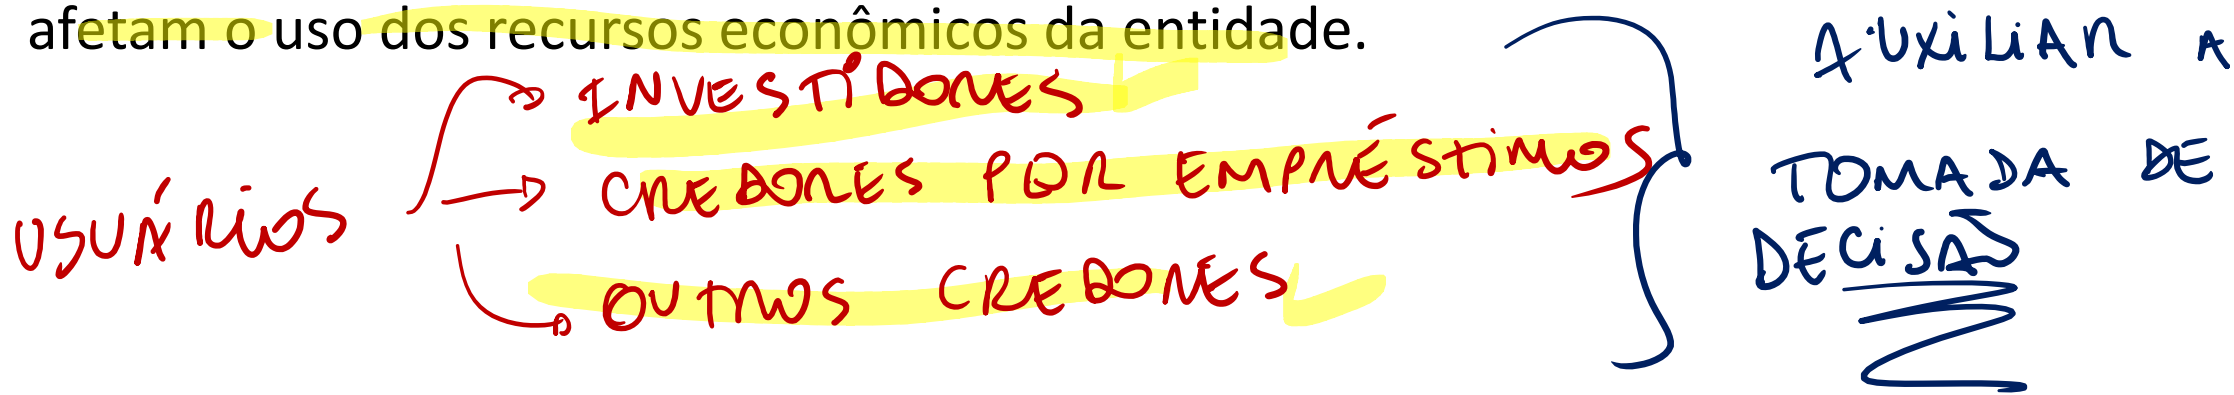 afetam o uso dos recursos econômicos da entidade.
USUÁRIOS
INVESTIDORES
CREDORES POR EMPRÉSTIMOS
OUTROS CREDORES
AUXILIAR A
TOMADA DE
DECISÃO